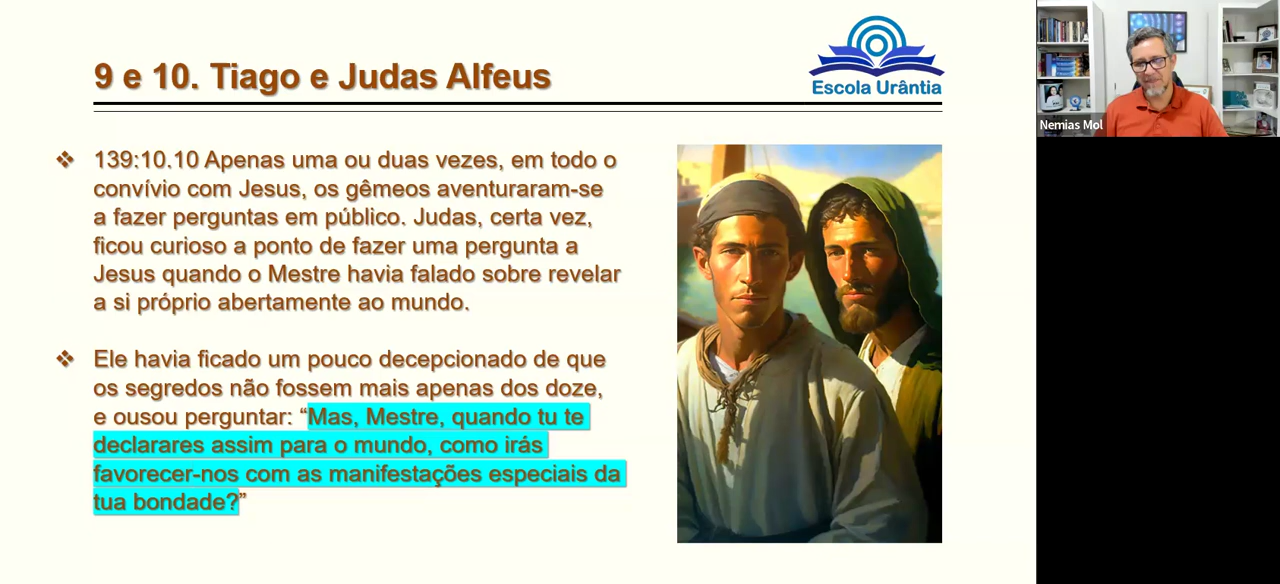 9 e 10. Tiago e Judas Alfeus
Escola Urântia
Nemias Mol
❖ 139:10.10 Apenas uma ou duas vezes, em todo o
convívio com Jesus, os gêmeos aventuraram-se
a fazer perguntas em público. Judas, certa vez,
ficou curioso a ponto de fazer uma pergunta a
Jesus quando o Mestre havia falado sobre revelar
a si próprio abertamente ao mundo.
❖ Ele havia ficado um pouco decepcionado de que
os segredos não fossem mais apenas dos doze,
e ousou perguntar: “Mas, Mestre, quando tu te
declarares assim para o mundo, como irás
favorecer-nos com as manifestações especiais da
tua bondade?”